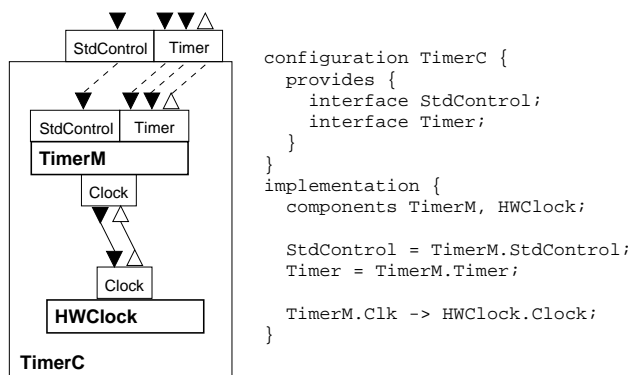 StdControl Timer
StdControl Timer
TimerM
Clock
Clock
HWClock
TimerC
configuration TimerC {
  provides {
    interface StdControl;
    interface Timer;
  }
}
implementation {
  components TimerM, HWClock;
  StdControl = TimerM.StdControl;
  Timer = TimerM.Timer;
  TimerM.Clk -> HWClock.Clock;
}